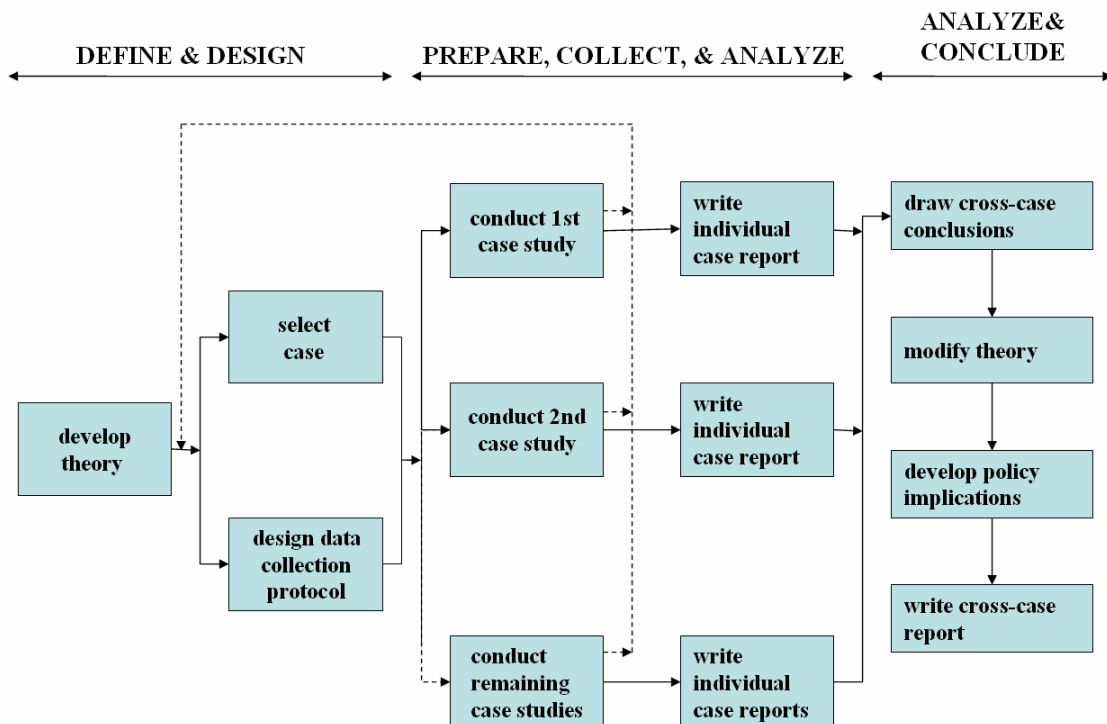 DEFINE & DESIGN
PREPARE, COLLECT, & ANALYZE
ANALYZE&
CONCLUDE
develop
theory
select
case
design data
collection
protocol
conduct 1st
case study
conduct 2nd
case study
conduct
remaining
case studies
write
individual
case report
write
individual
case report
write
individual
case reports
draw cross-case
conclusions
modify theory
develop policy
implications
write cross-case
report